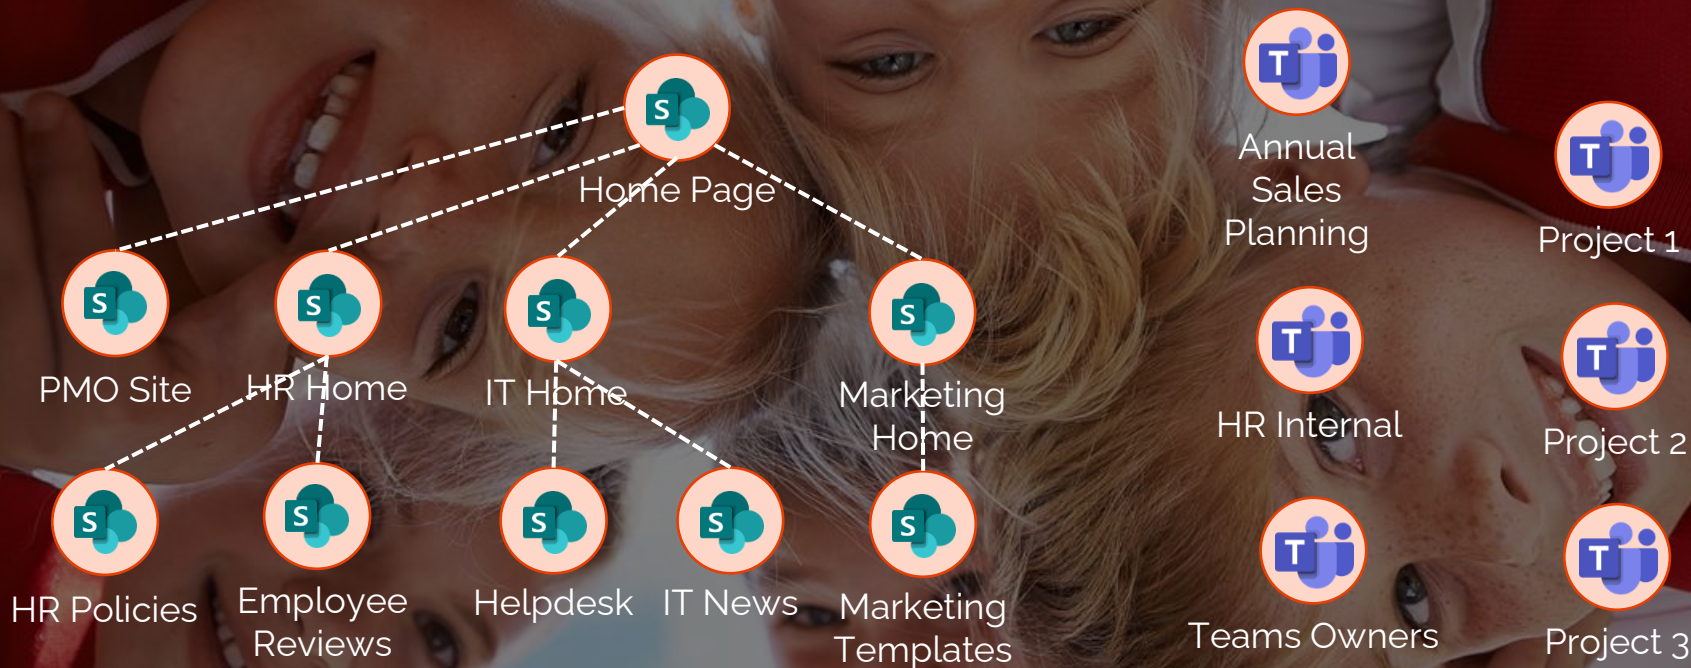 Home Page
PMO Site
HR Home
IT Home
Marketing
Home
HR Policies
Employee
Reviews
Helpdesk
IT News
Marketing
Templates
Annual
Sales
Planning
Project 1
HR Internal
Project 2
Teams Owners
Project 3
S
S
S
S
S
S
S
S
S
S
T
T
T
T
T
T